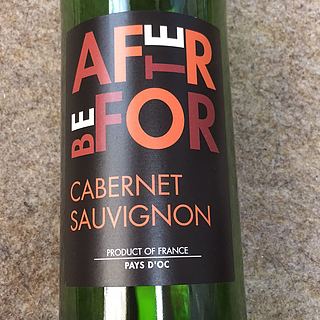 AFTER
BEFOR
CABERNET
SAUVIGNON
PRODUCT OF FRANCE
PAYS D'OC